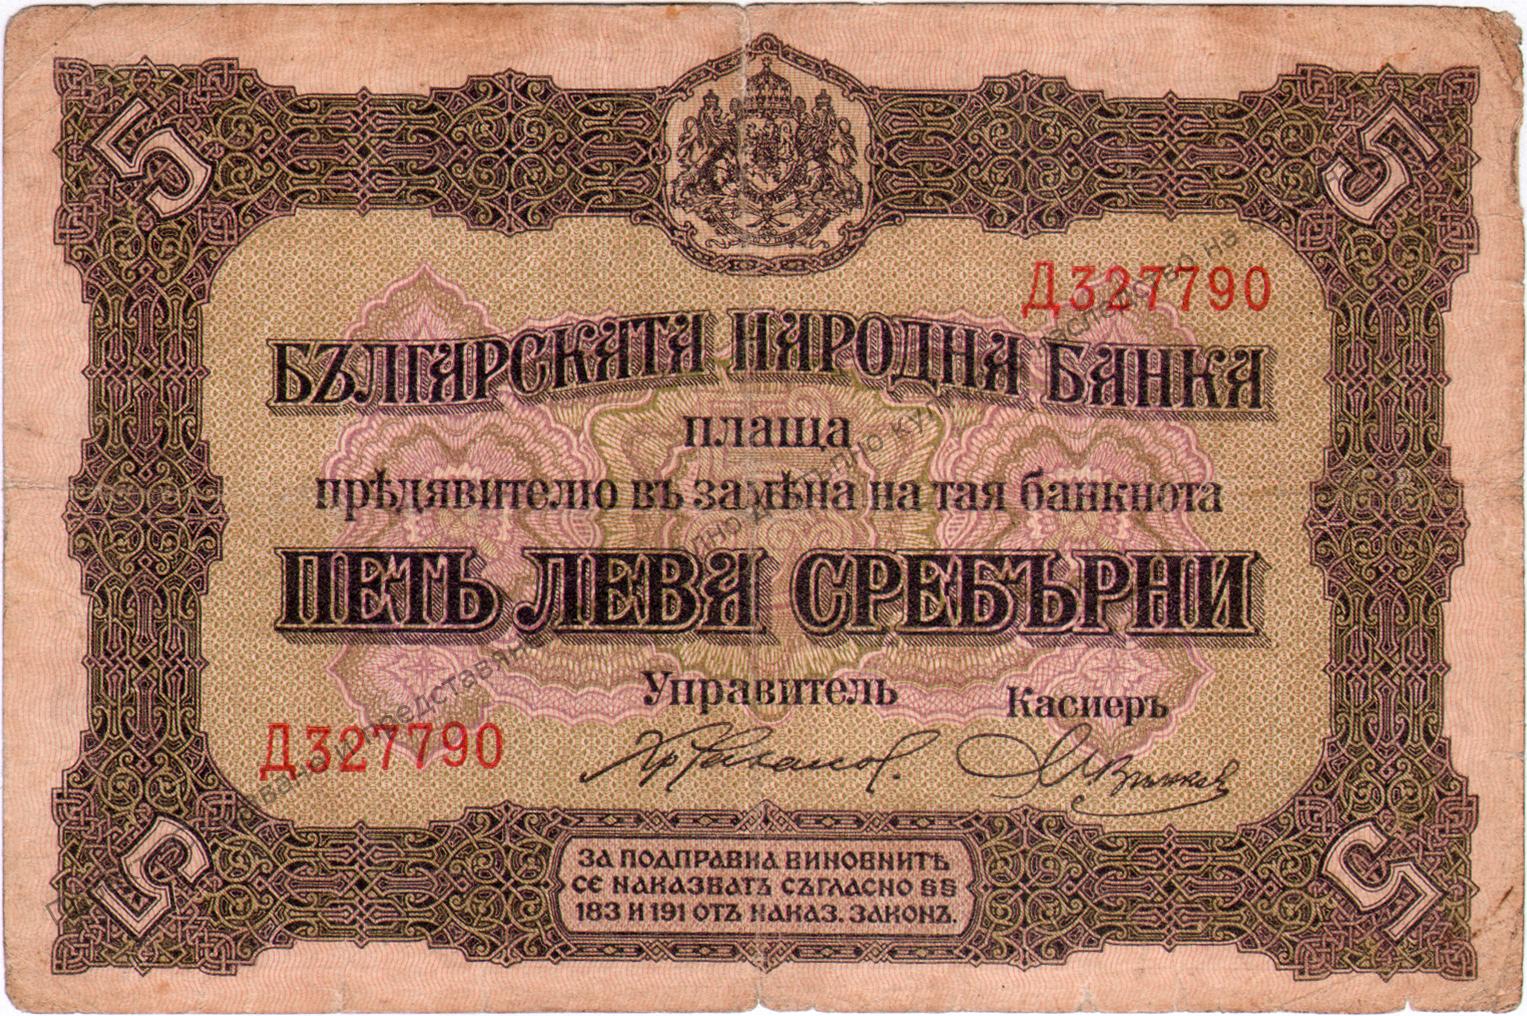 5 5
Д327790
БЪЛГАРСКАТА НАРОДНА БАНКА
плаща
прѣдявителю въ замѣна на тая банкнота
ПЕТЬ ЛЕВА СРЕБЪРНИ
Управитель Касиеръ
Д327790
5 5
ЗА ПОДПРАВКА ВИНОВНИТѢ
СЕ НАКАЗВАТЪ СЪГЛАСНО §§
183 И 191 ОТЪ НАКАЗ. ЗАКОНЪ.